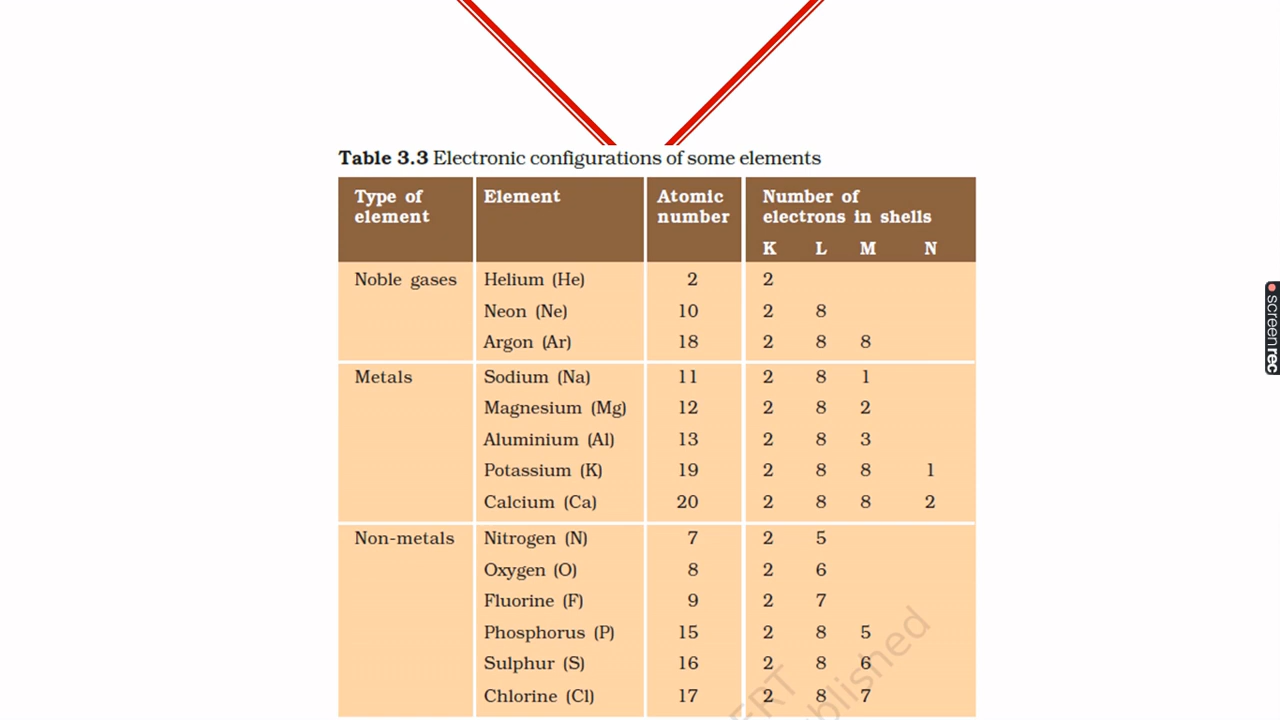 Table 3.3 Electronic configurations of some elements
Type of element Element Atomic number Number of electrons in shells
K L M N
Noble gases Helium (He) 2 2
Neon (Ne) 10 2 8
Argon (Ar) 18 2 8 8
Metals Sodium (Na) 11 2 8 1
Magnesium (Mg) 12 2 8 2
Aluminium (Al) 13 2 8 3
Potassium (K) 19 2 8 8 1
Calcium (Ca) 20 2 8 8 2
Non-metals Nitrogen (N) 7 2 5
Oxygen (O) 8 2 6
Fluorine (F) 9 2 7
Phosphorus (P) 15 2 8 5
Sulphur (S) 16 2 8 6
Chlorine (Cl) 17 2 8 7
screenrec